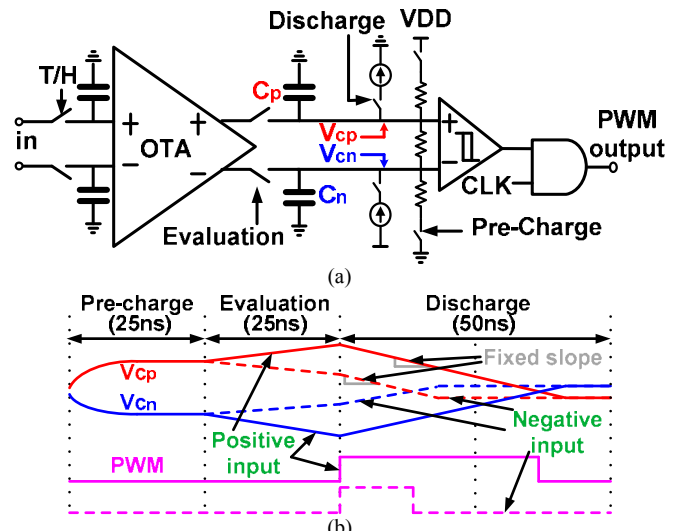 Discharge VDD
T/H
Cp
+ + +
in OTA Vcp PWM
Vcn output
− − −
CLK
Cn
Evaluation Pre-Charge
(a)
Pre-charge Evaluation Discharge
(25ns) (25ns) (50ns)
Fixed slope
Vcp
Vcn
Positive Negative
input input
PWM
(b)